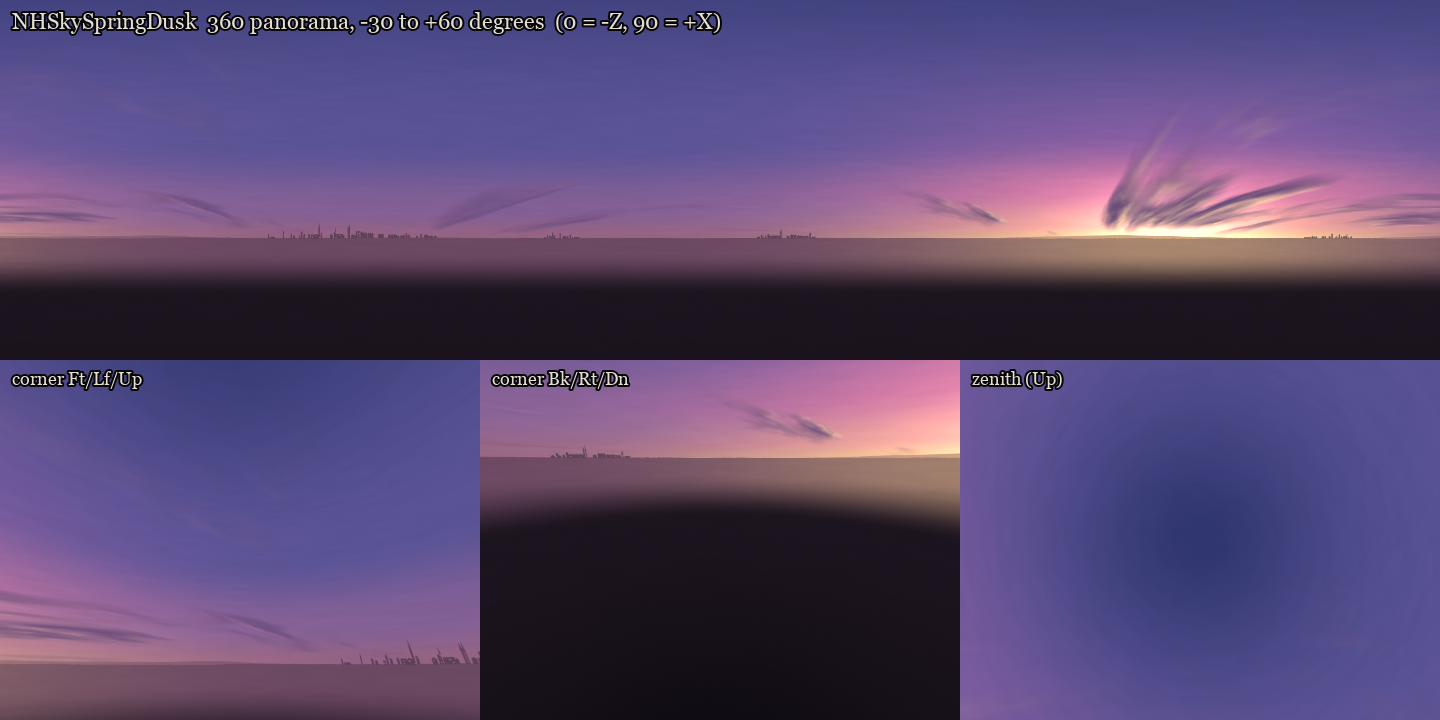 NHSkySpringDusk 360 panorama, -30 to +60 degrees (0 = -Z, 90 = +X)
corner Ft/Lf/Up
corner Bk/Rt/Dn
zenith (Up)